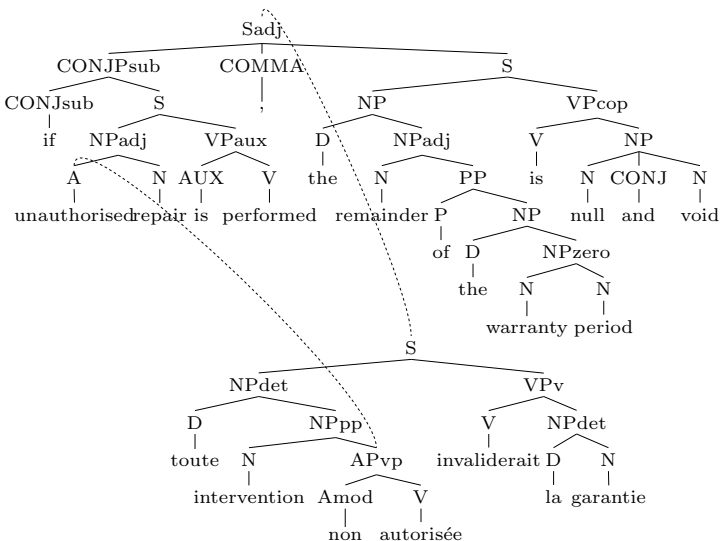 Sadj
CONJPsub COMMA S
CONJsub S , NP VPcop
if NPadj VPaux D NPadj V NP
A N AUX V the N PP is N CONJ N
unauthorised repair is performed remainder P NP null and void
of D NPzero
the N N
warranty period
S
NPdet VPv
D NPpp V NPdet
toute N APvp invaliderait D N
intervention Amod V la garantie
non autorisée